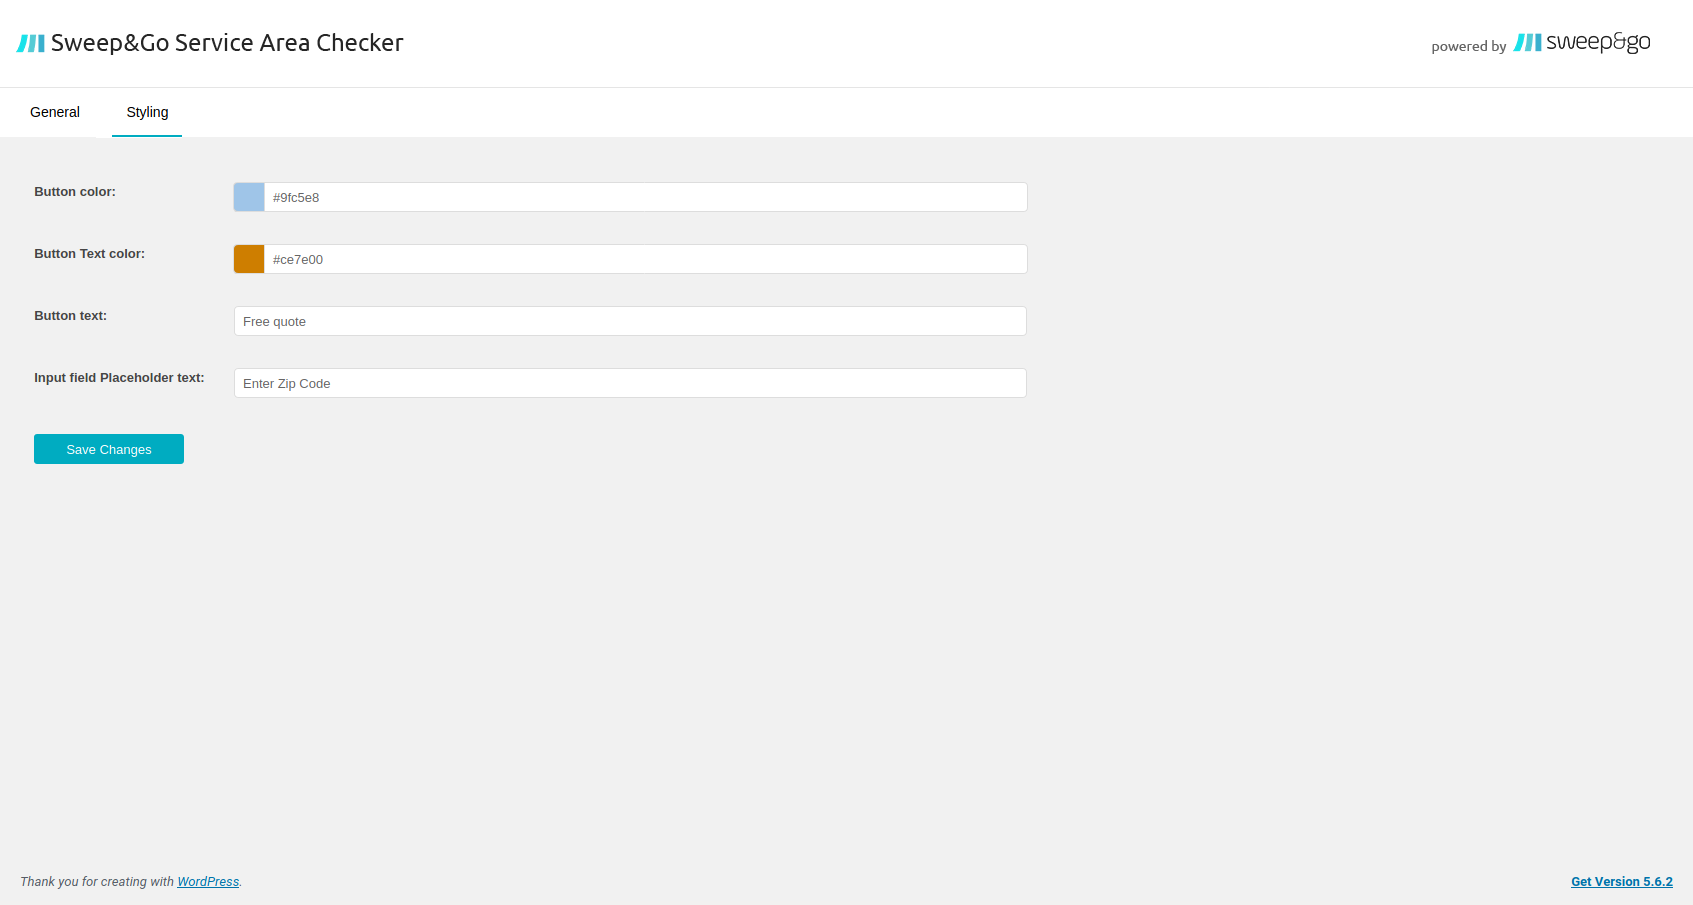 Sweep&Go Service Area Checker
powered by sweep&go
General Styling
Button color: #9fc5e8
Button Text color: #ce7e00
Button text: Free quote
Input field Placeholder text: Enter Zip Code
Save Changes
Thank you for creating with WordPress. Get Version 5.6.2